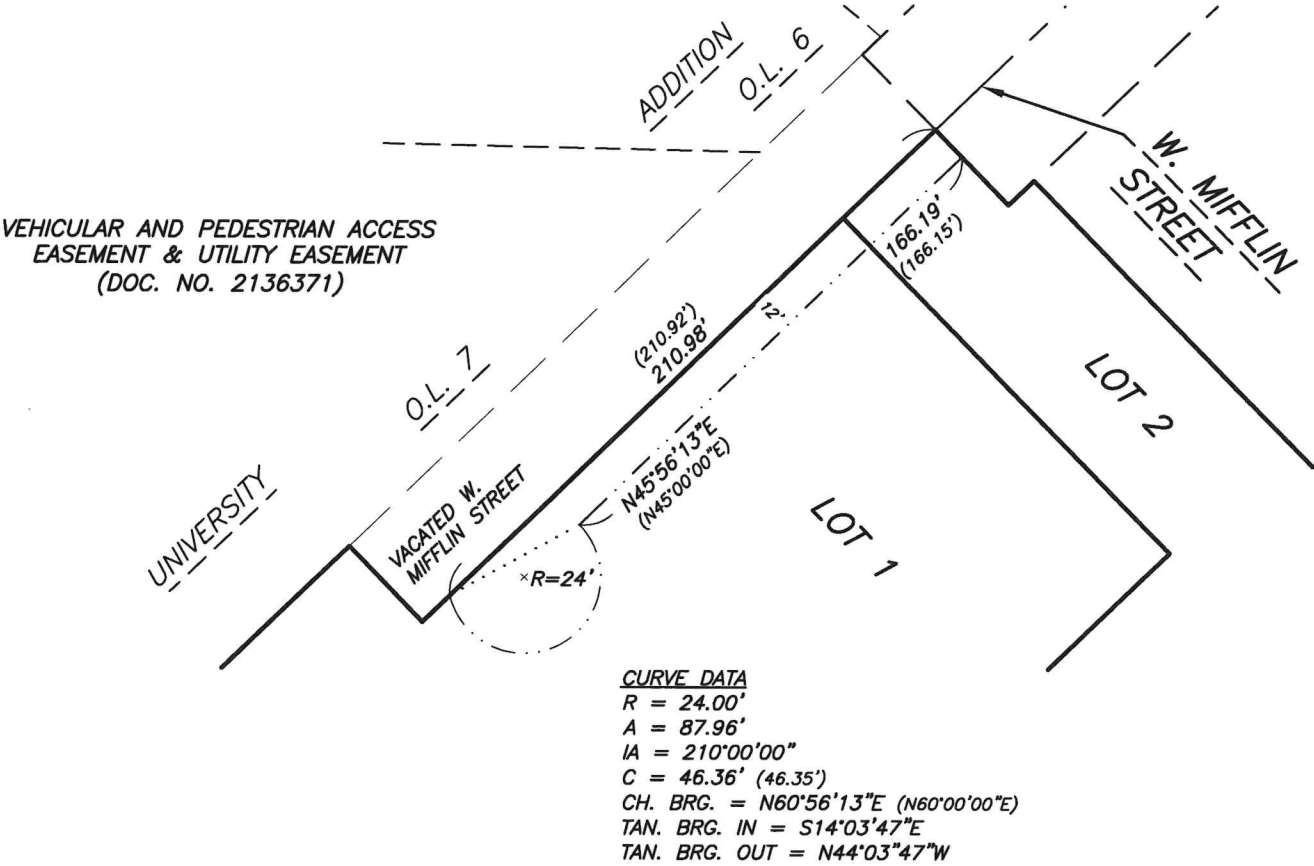 ADDITION
O.L. 6
W. MIFFLIN
STREET
VEHICULAR AND PEDESTRIAN ACCESS
EASEMENT & UTILITY EASEMENT
(DOC. NO. 2136371)
166.19'
(166.15')
12'
(210.92')
210.98'
LOT 2
O.L. 7
N45°56'13"E
(N45°00'00"E)
UNIVERSITY
VACATED W.
MIFFLIN STREET
LOT 1
×R=24'
CURVE DATA
R = 24.00'
A = 87.96'
IA = 210°00'00"
C = 46.36' (46.35')
CH. BRG. = N60°56'13"E (N60°00'00"E)
TAN. BRG. IN = S14°03'47"E
TAN. BRG. OUT = N44°03"47"W